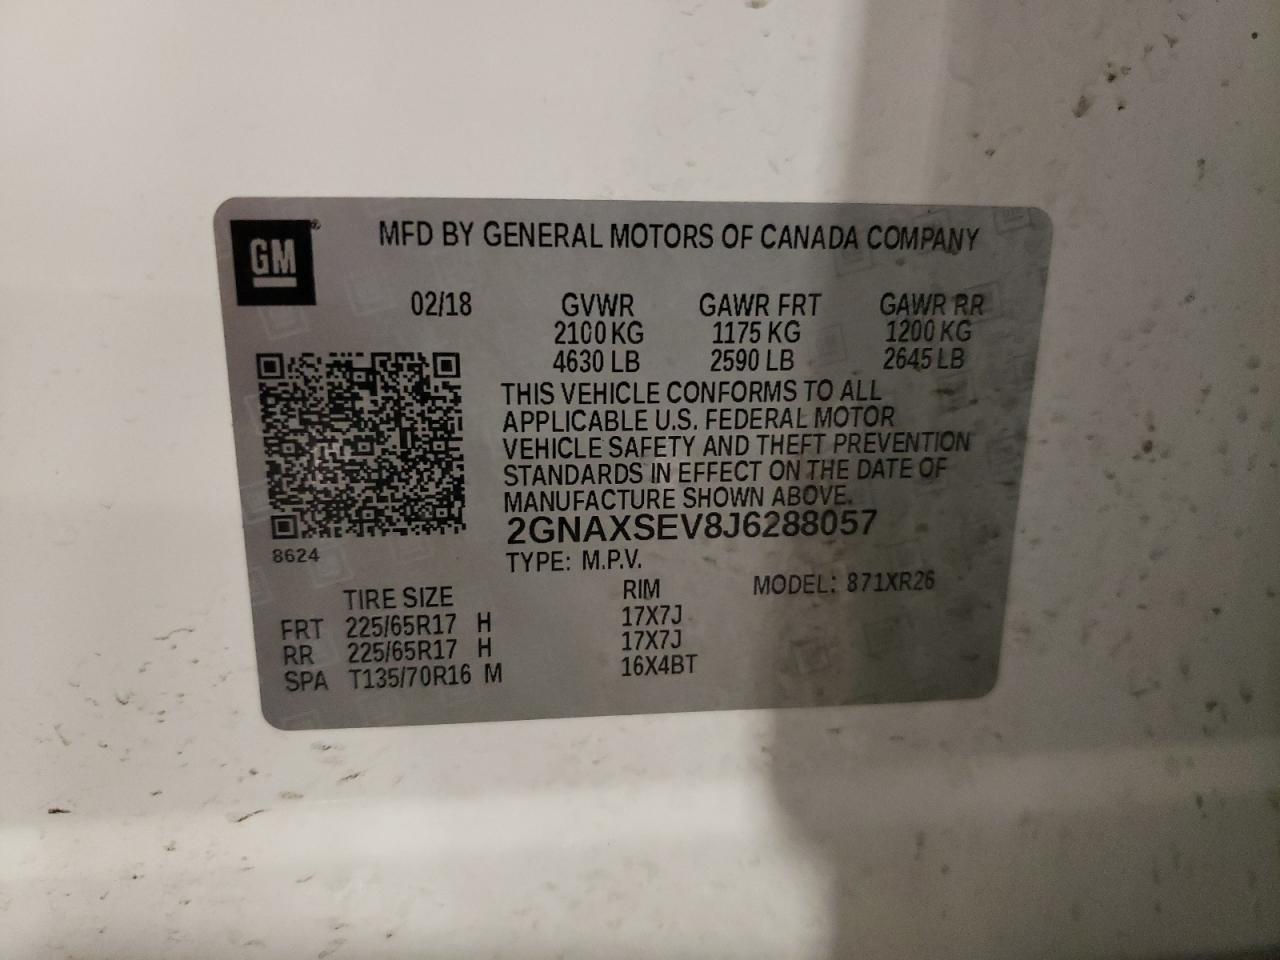 GM
MFD BY GENERAL MOTORS OF CANADA COMPANY
02/18 GVWR GAWR FRT GAWR RR
2100 KG 1175 KG 1200 KG
4630 LB 2590 LB 2645 LB
THIS VEHICLE CONFORMS TO ALL
APPLICABLE U.S. FEDERAL MOTOR
VEHICLE SAFETY AND THEFT PREVENTION
STANDARDS IN EFFECT ON THE DATE OF
MANUFACTURE SHOWN ABOVE.
2GNAXSEV8J6288057
8624
TYPE: M.P.V.
TIRE SIZE RIM MODEL: 871XR26
FRT 225/65R17 H 17X7J
RR 225/65R17 H 17X7J
SPA T135/70R16 M 16X4BT